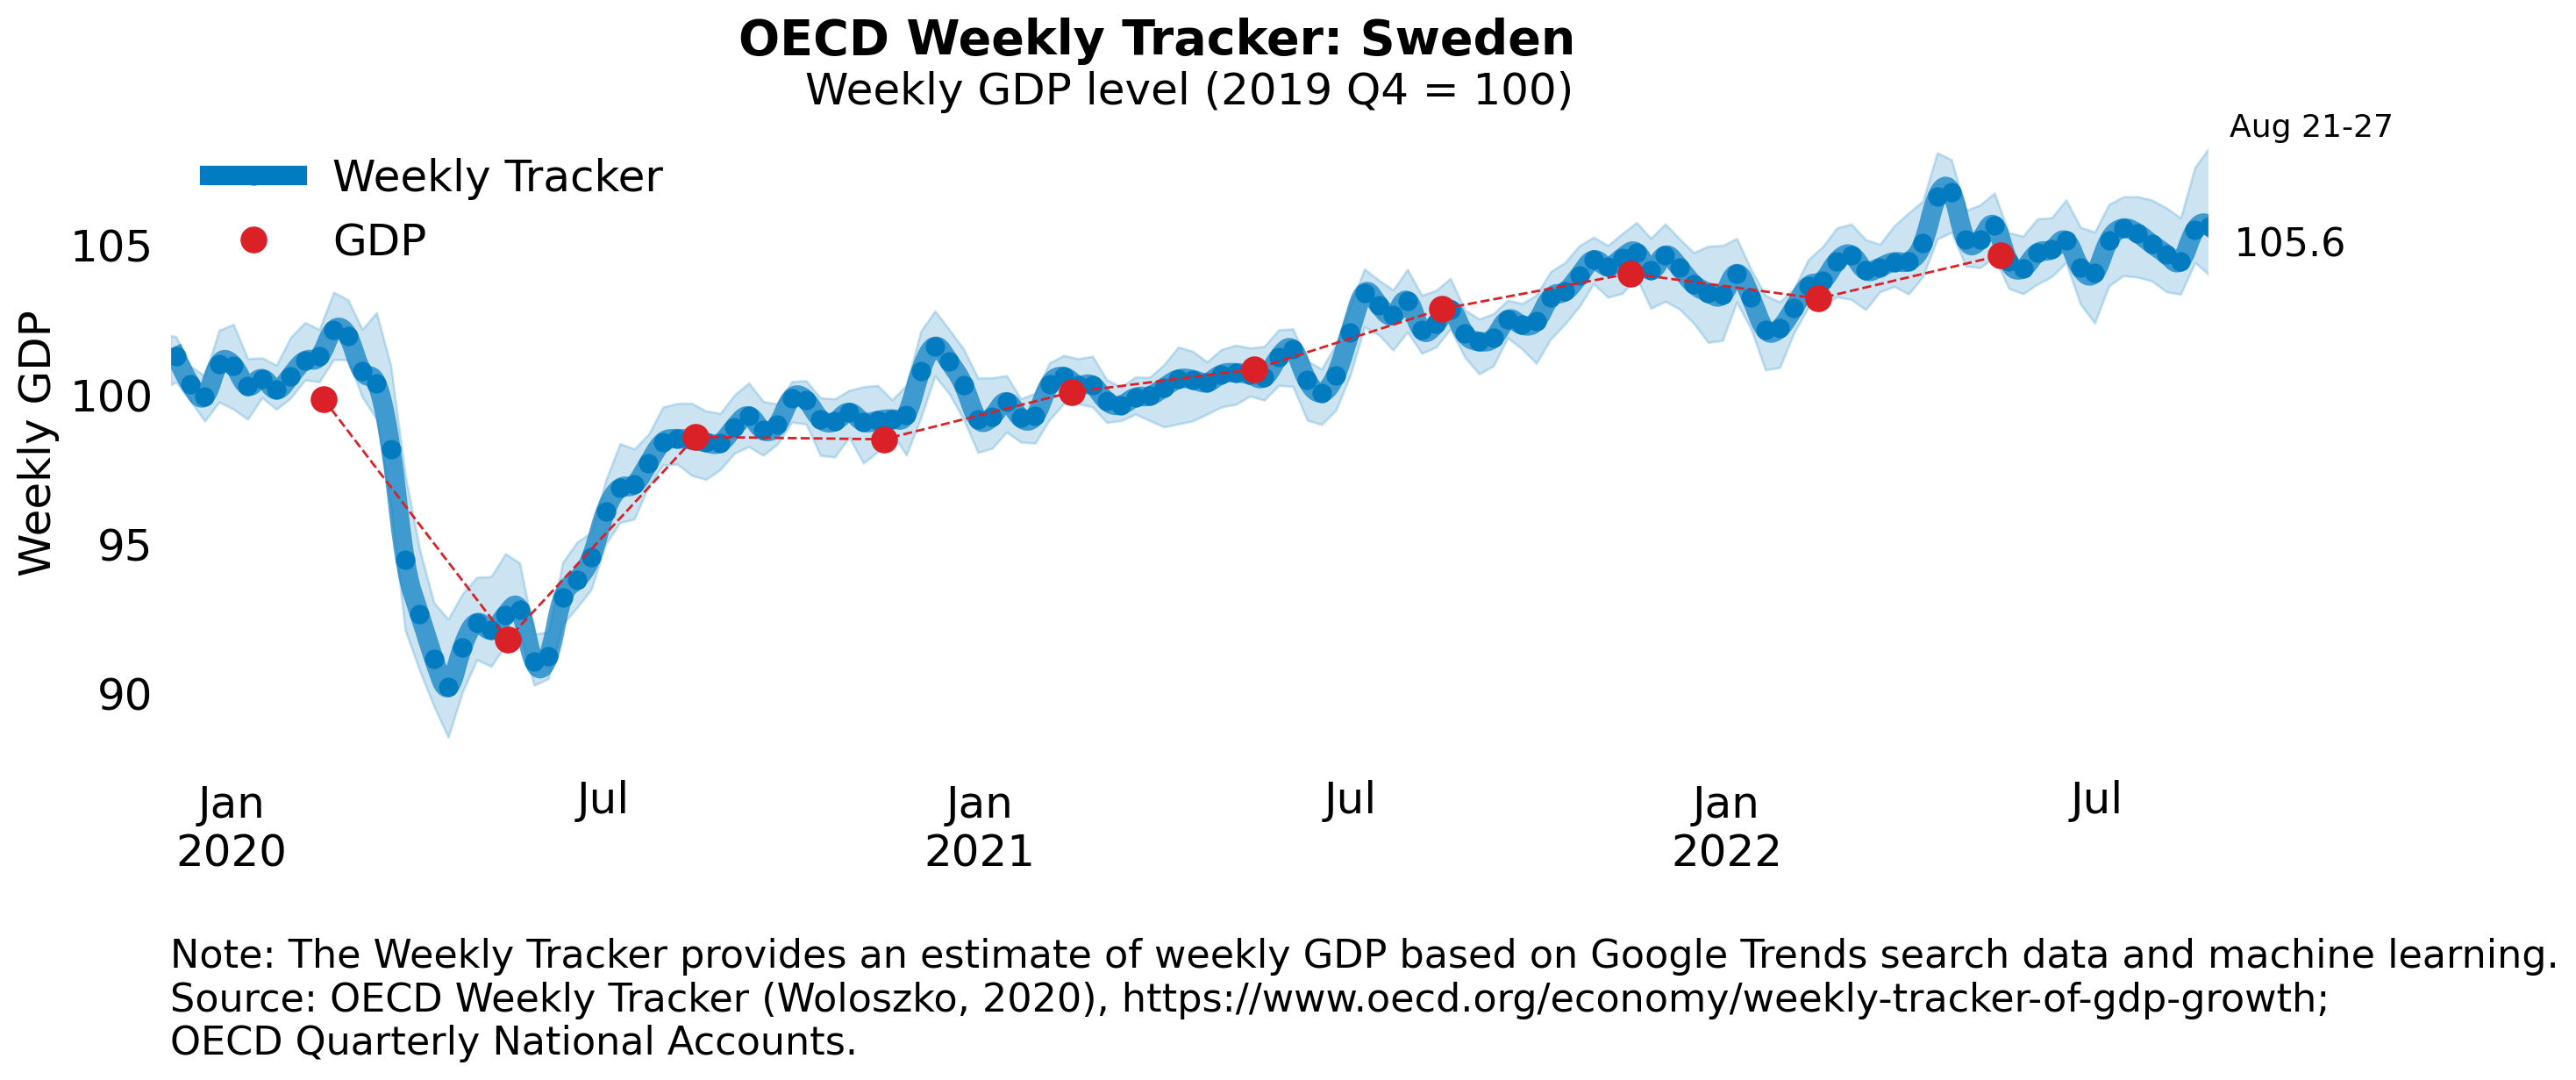 OECD Weekly Tracker: Sweden
Weekly GDP level (2019 Q4 = 100)
Aug 21-27
Weekly Tracker
GDP
105
105.6
100
95
90
Weekly GDP
Jan
2020
Jul
Jan
2021
Jul
Jan
2022
Jul
Note: The Weekly Tracker provides an estimate of weekly GDP based on Google Trends search data and machine learning.
Source: OECD Weekly Tracker (Woloszko, 2020), https://www.oecd.org/economy/weekly-tracker-of-gdp-growth;
OECD Quarterly National Accounts.